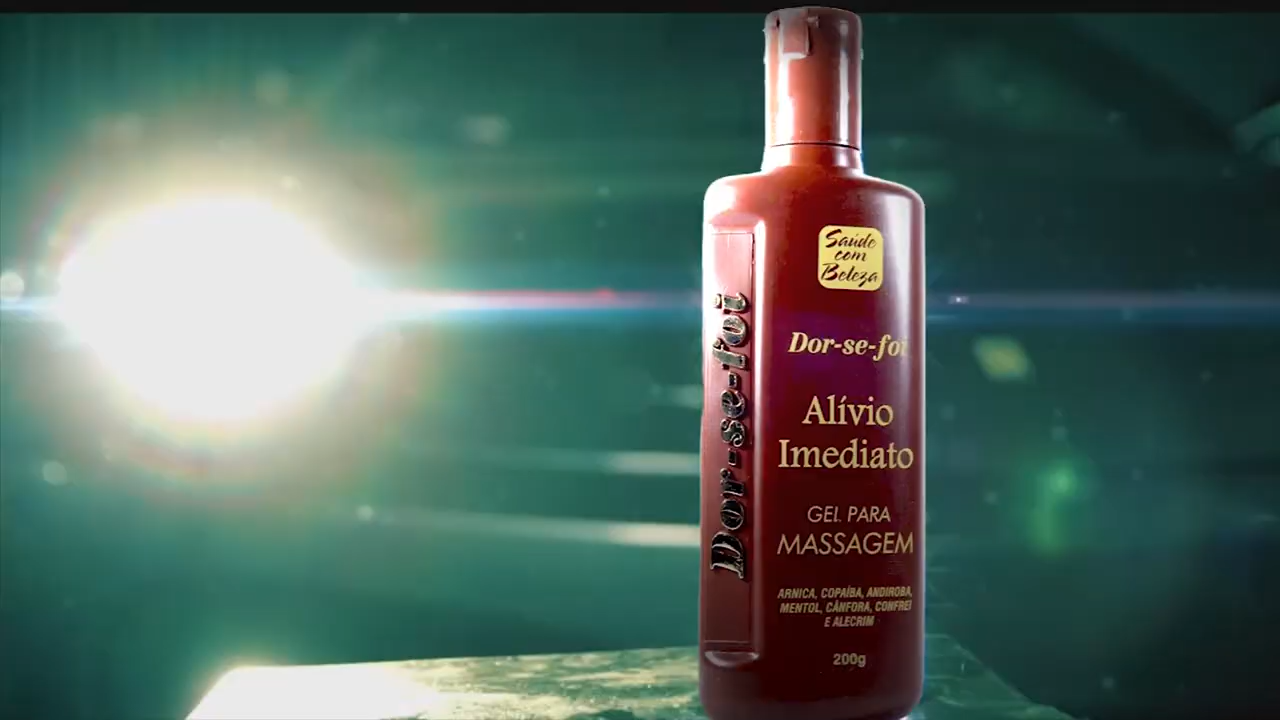 Saúde
com
Beleza
Dor-se-foi
Dor-se-foi
Alívio
Imediato
GEL PARA
MASSAGEM
ARNICA, COPAÍBA, ANDIROBA,
MENTOL, CÂNFORA, CONFREI
E ALECRIM
200g